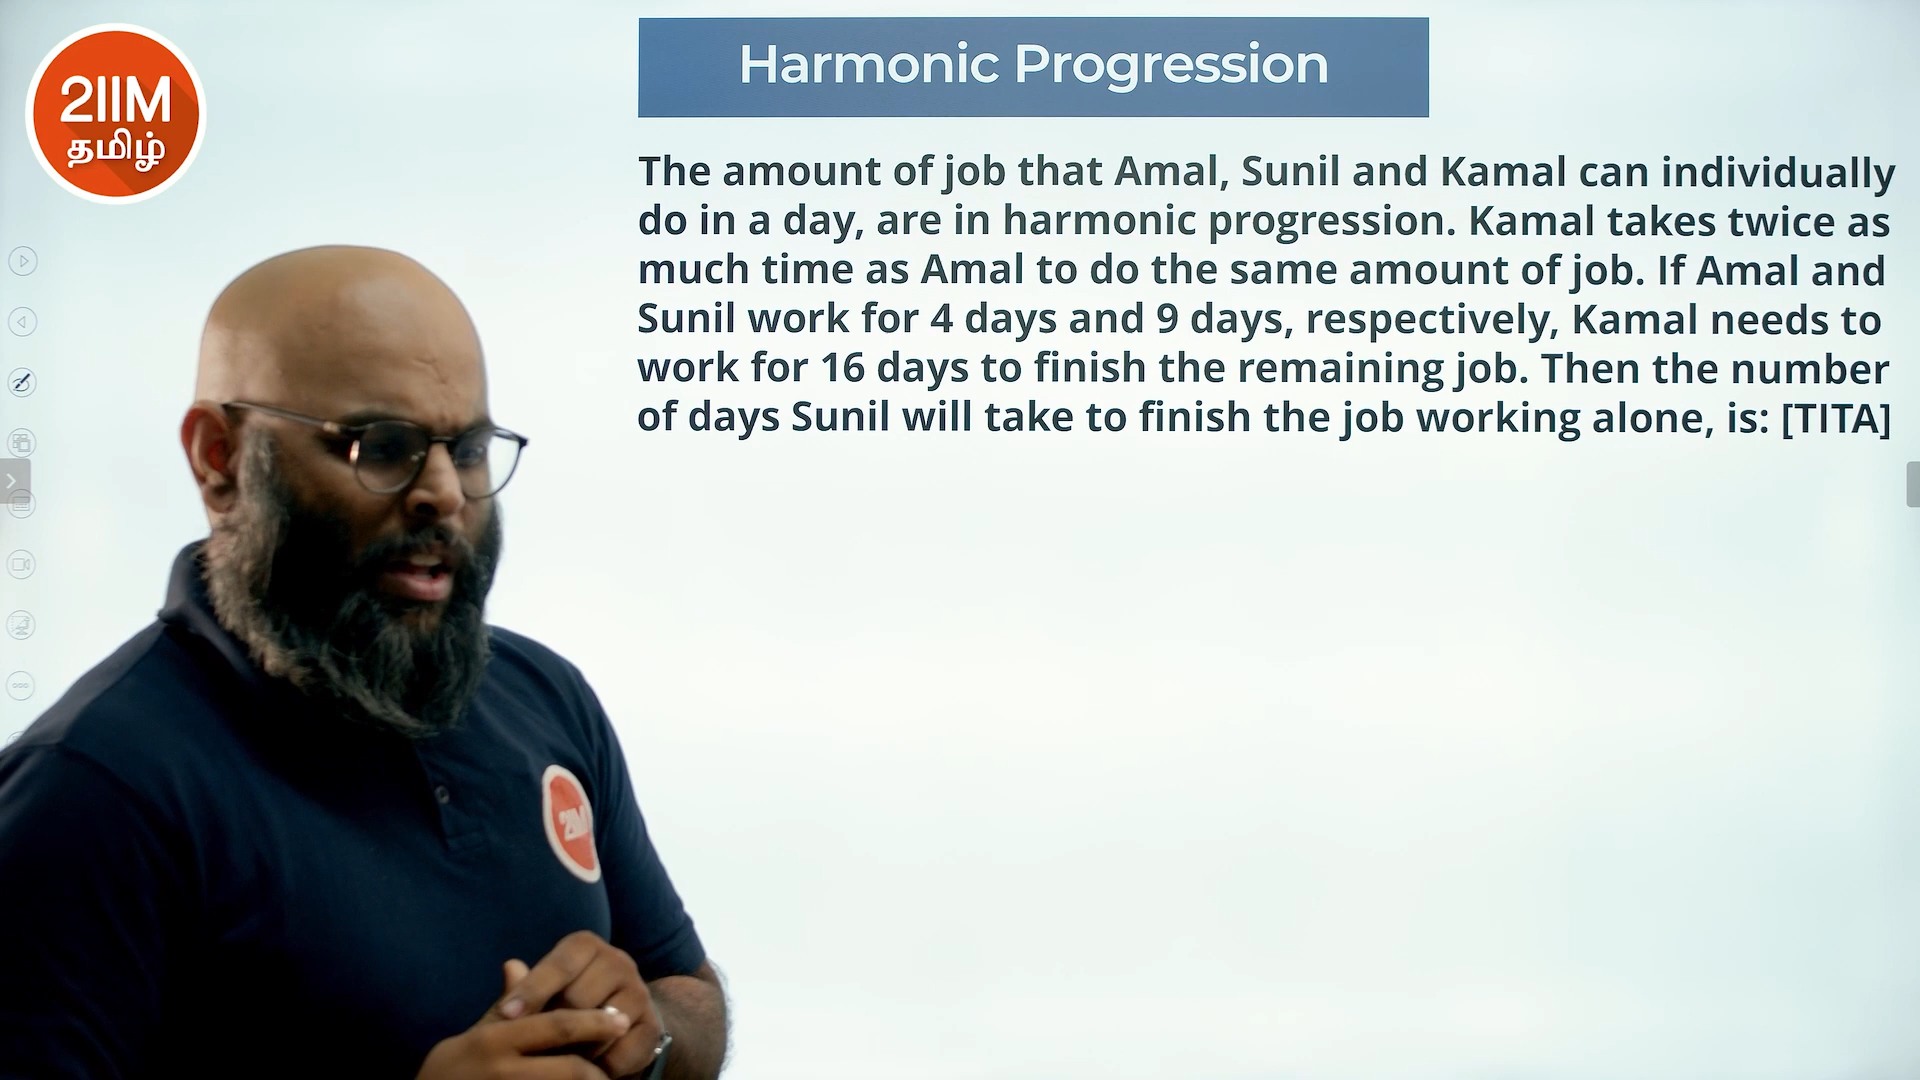 2IIM
தமிழ்
Harmonic Progression
The amount of job that Amal, Sunil and Kamal can individually
do in a day, are in harmonic progression. Kamal takes twice as
much time as Amal to do the same amount of job. If Amal and
Sunil work for 4 days and 9 days, respectively, Kamal needs to
work for 16 days to finish the remaining job. Then the number
of days Sunil will take to finish the job working alone, is: [TITA]
2IIM